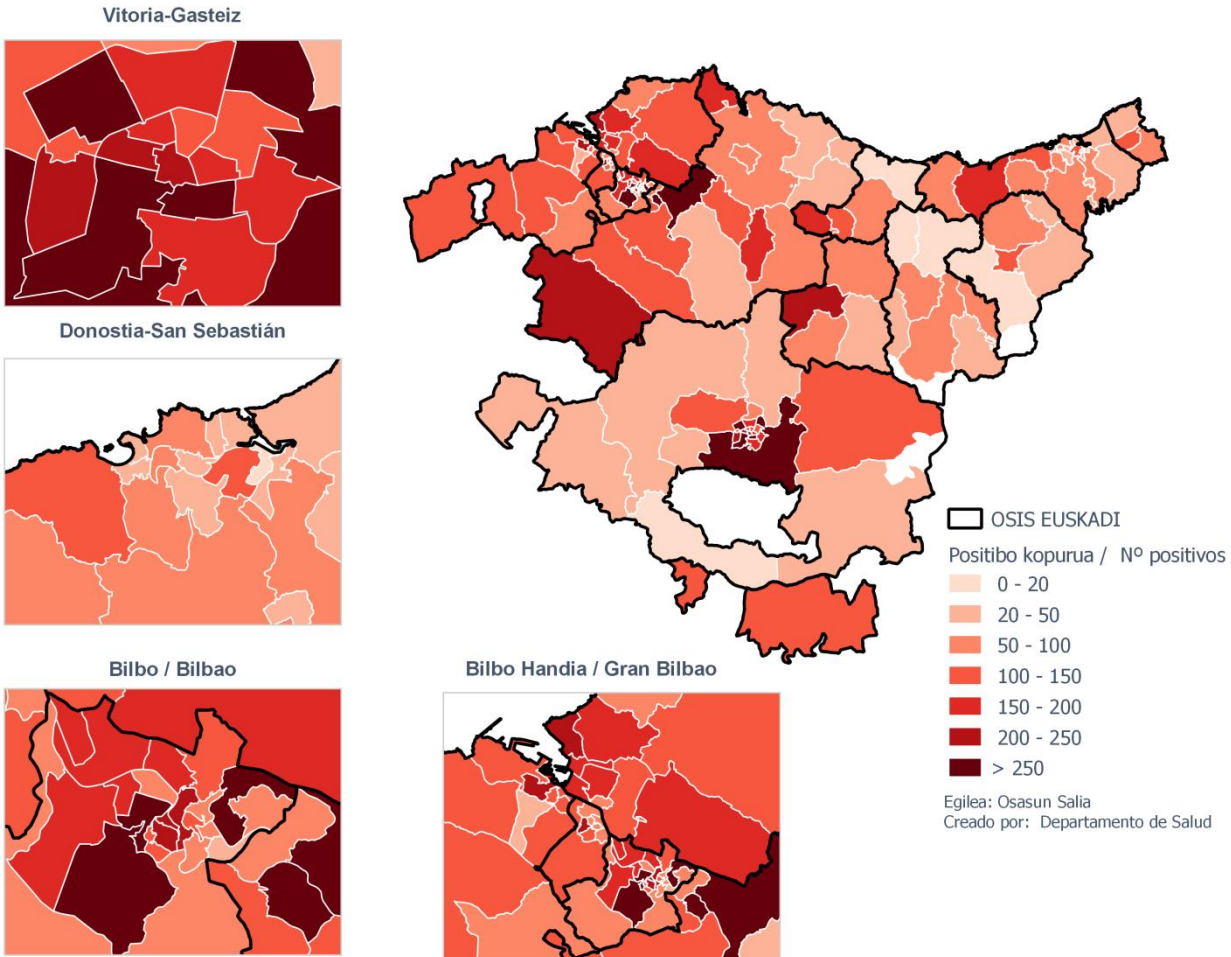 Vitoria-Gasteiz
Donostia-San Sebastián
Bilbo / Bilbao
Bilbo Handia / Gran Bilbao
OSIS EUSKADI
Positibo kopurua / Nº positivos
0 - 20
20 - 50
50 - 100
100 - 150
150 - 200
200 - 250
> 250
Egilea: Osasun Salia
Creado por: Departamento de Salud